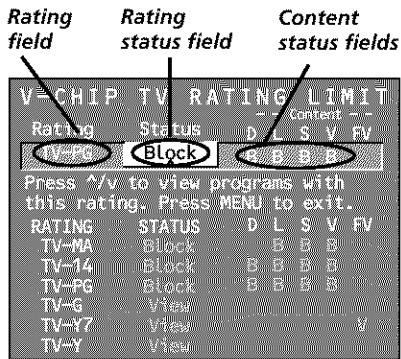 Rating field
Rating status field
Content status fields
V-CHIP TV RATING LIMIT
-- Content --
Rating Status D L S V FV
TV-PG Block B B B B
Press ^/v to view programs with
this rating. Press MENU to exit.
RATING STATUS D L S V FV
TV-MA Block B B B
TV-14 Block B B B B
TV-PG Block B B B B
TV-G View
TV-Y7 View V
TV-Y View